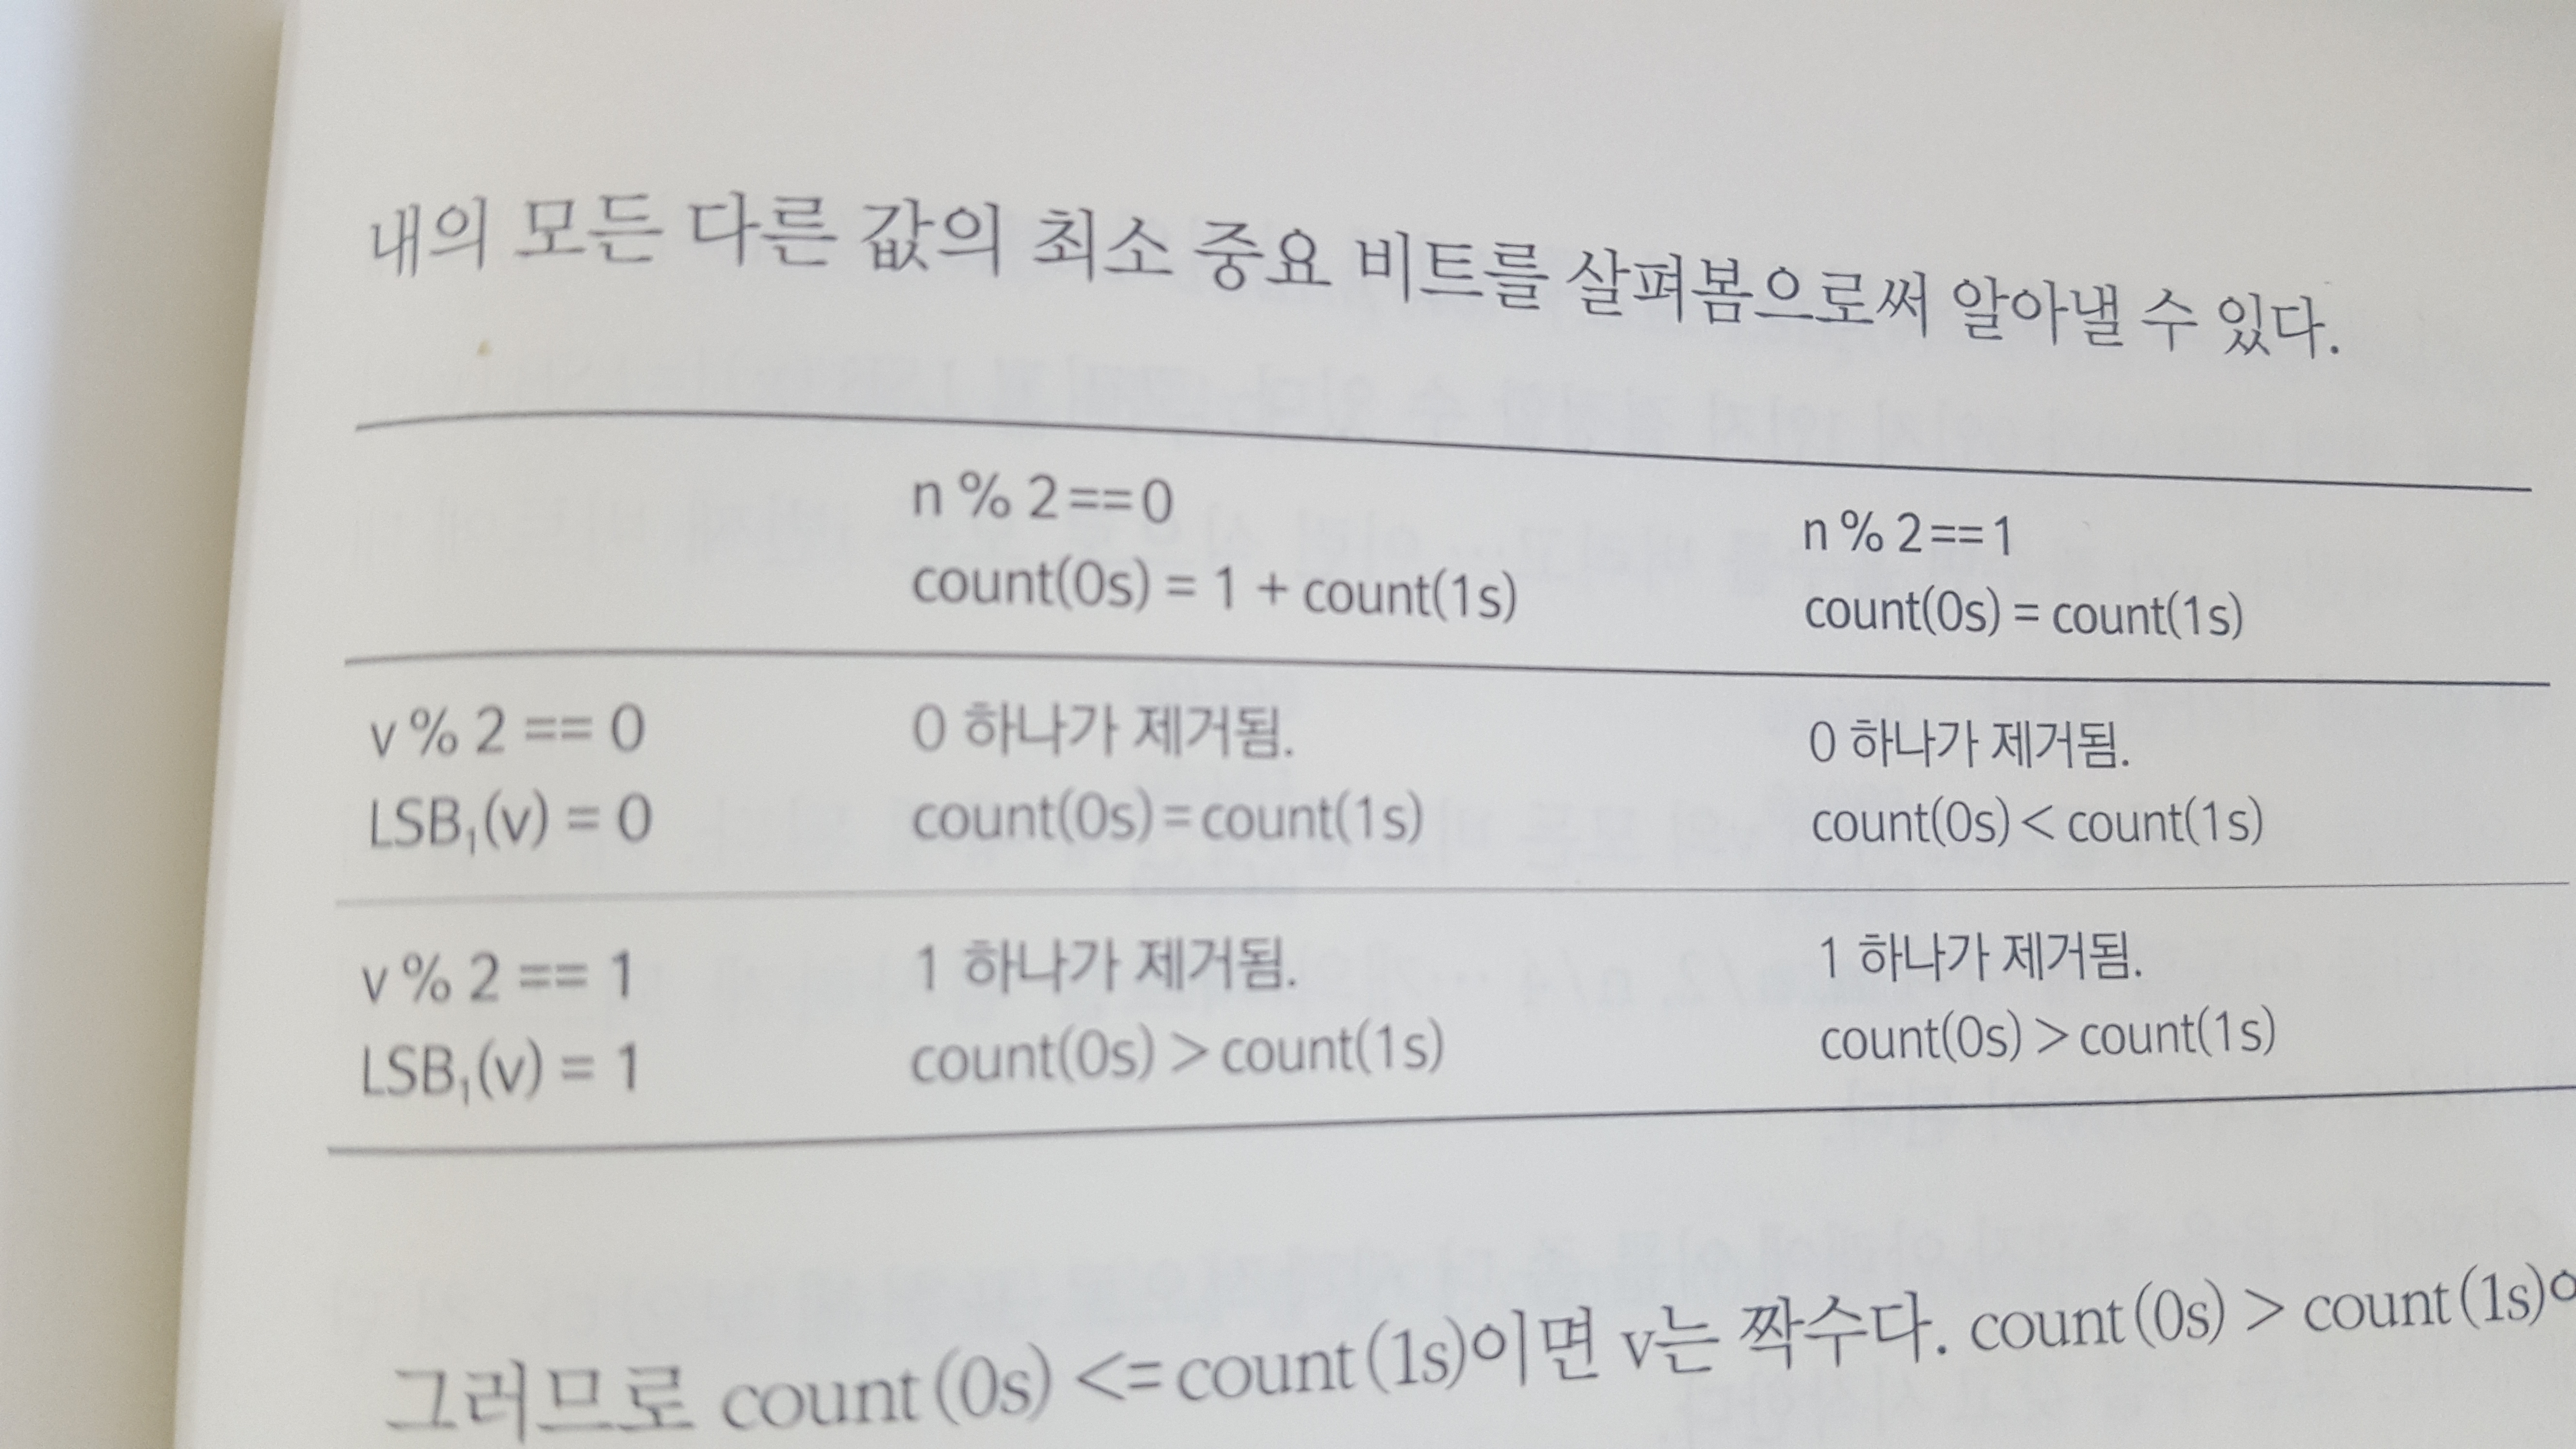 내의 모든 다른 값의 최소 중요 비트를 살펴봄으로써 알아낼 수 있다.
n % 2==0 n % 2==1
count(0s) = 1 + count(1s) count(0s) = count(1s)
v % 2 == 0 0 하나가 제거됨. 0 하나가 제거됨.
LSB₁(v) = 0 count(0s)=count(1s) count(0s) < count(1s)
v % 2 == 1 1 하나가 제거됨. 1 하나가 제거됨.
LSB₁(v) = 1 count(0s) > count(1s) count(0s) > count(1s)
그러므로 count (0s) <= count (1s)이면 v는 짝수다. count (0s) > count (1s)이